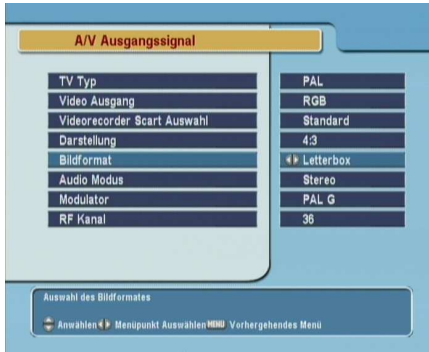 A/V Ausgangssignal
TV Typ PAL
Video Ausgang RGB
Videorecorder Scart Auswahl Standard
Darstellung 4:3
Bildformat Letterbox
Audio Modus Stereo
Modulator PAL G
RF Kanal 36
Auswahl des Bildformates
Anwählen Menüpunkt Auswählen MENU Vorhergehendes Menü